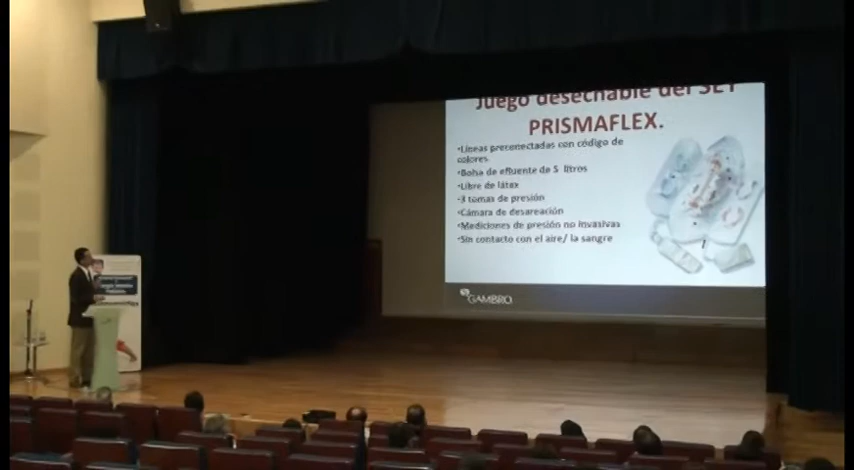 Juego desechable del SET
PRISMAFLEX.
•Líneas preconectadas con código de
colores.
•Bolsa de efluente de 5 litros
•Libre de látex
•3 tomas de presión
•Cámara de desareación
•Mediciones de presión no invasivas
•Sin contacto con el aire/ la sangre
GAMBRO